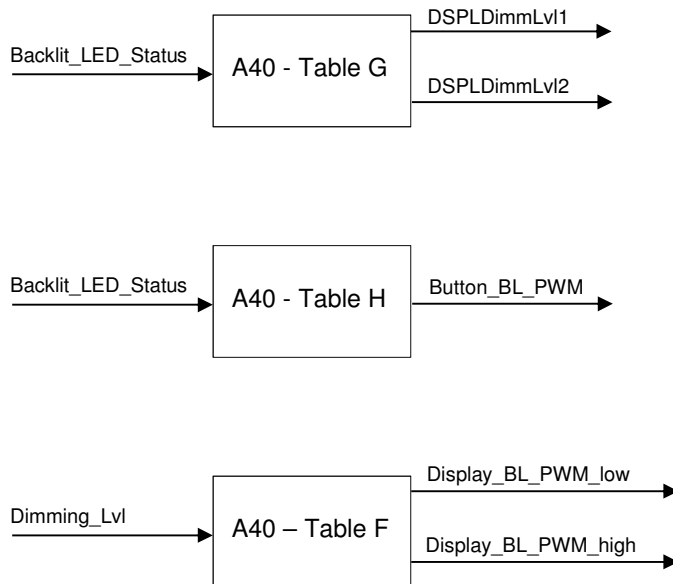 DSPLDimmLvl1
Backlit_LED_Status
A40 - Table G
DSPLDimmLvl2
Backlit_LED_Status
A40 - Table H
Button_BL_PWM
Display_BL_PWM_low
Dimming_Lvl
A40 – Table F
Display_BL_PWM_high